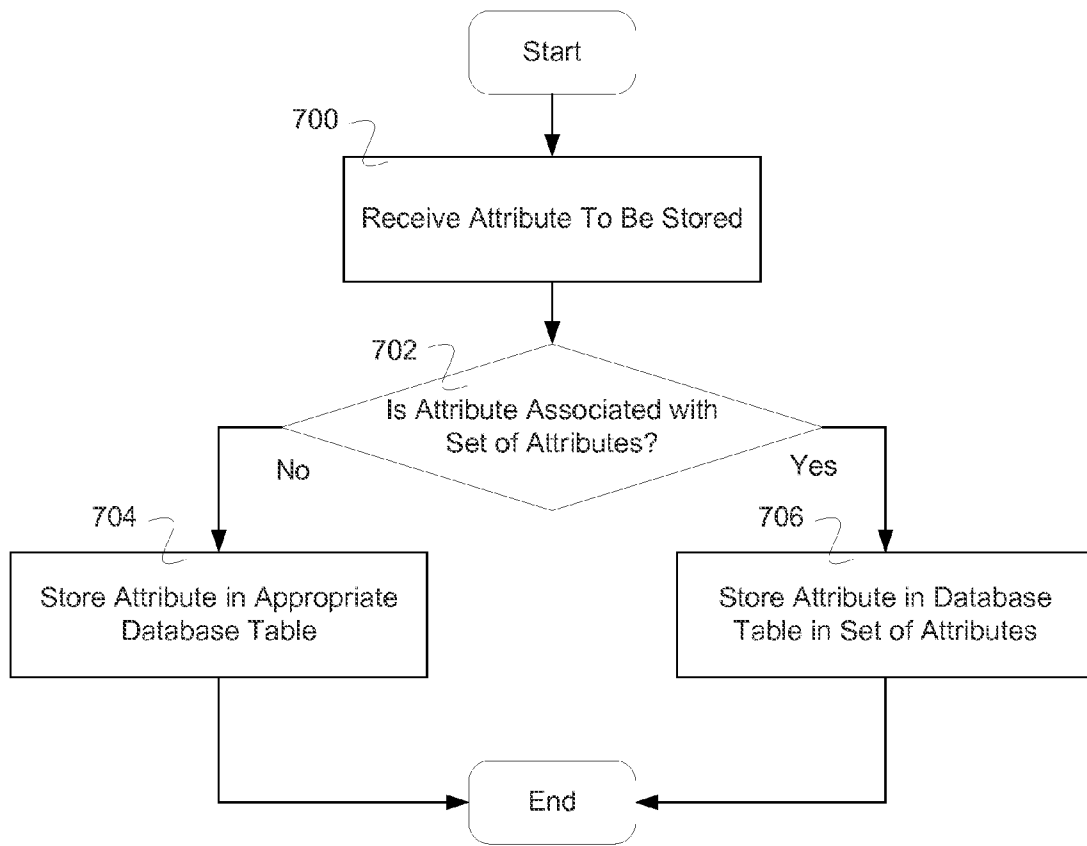 Start
700
Receive Attribute To Be Stored
702
Is Attribute Associated with
Set of Attributes?
No
Yes
704
706
Store Attribute in Appropriate
Database Table
Store Attribute in Database
Table in Set of Attributes
End